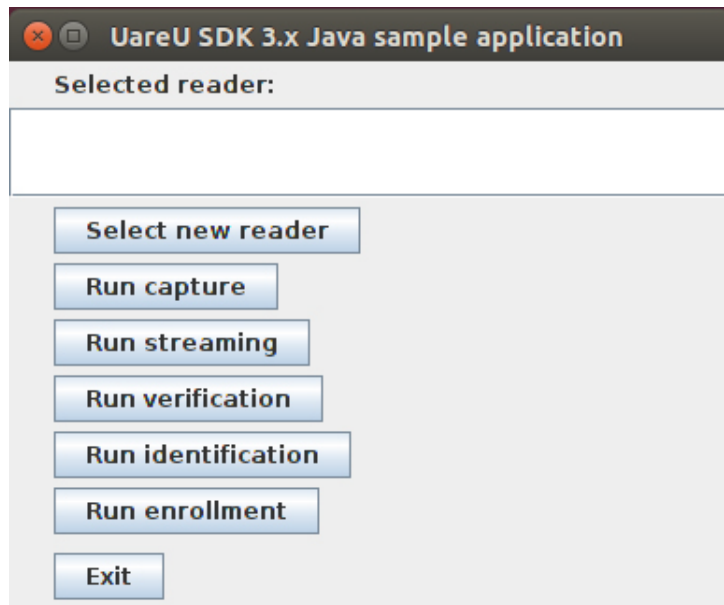 UareU SDK 3.x Java sample application
Selected reader:
Select new reader
Run capture
Run streaming
Run verification
Run identification
Run enrollment
Exit